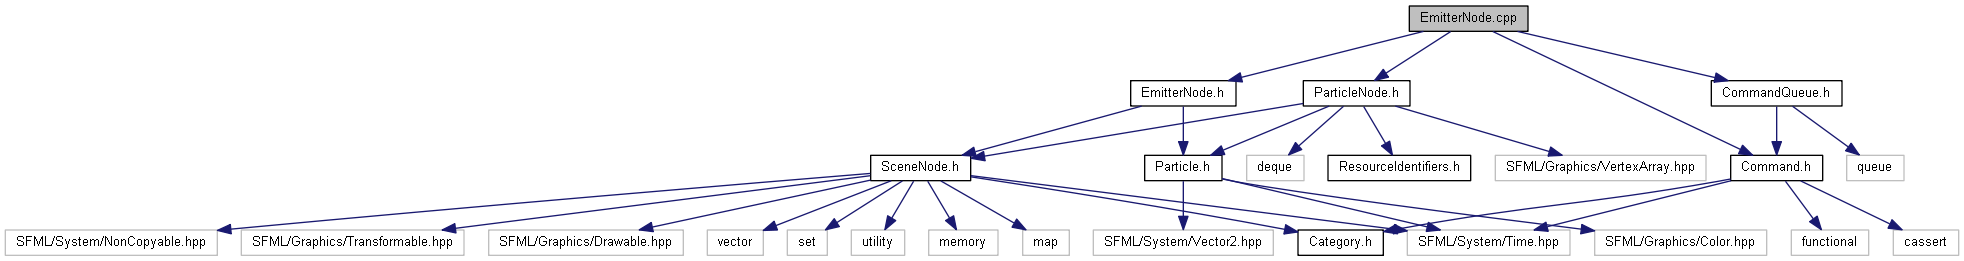 EmitterNode.cpp
EmitterNode.h
ParticleNode.h
CommandQueue.h
SceneNode.h
Particle.h
deque
ResourceIdentifiers.h
SFML/Graphics/VertexArray.hpp
Command.h
queue
SFML/System/NonCopyable.hpp
SFML/Graphics/Transformable.hpp
SFML/Graphics/Drawable.hpp
vector
set
utility
memory
map
SFML/System/Vector2.hpp
Category.h
SFML/System/Time.hpp
SFML/Graphics/Color.hpp
functional
cassert